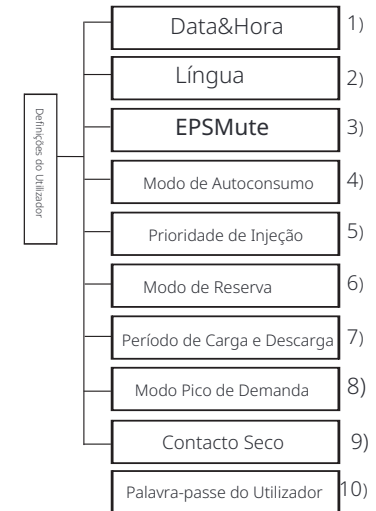 Definições do Utilizador
Data&Hora 1)
Língua 2)
EPSMute 3)
Modo de Autoconsumo 4)
Prioridade de Injeção 5)
Modo de Reserva 6)
Período de Carga e Descarga 7)
Modo Pico de Demanda 8)
Contacto Seco 9)
Palavra-passe do Utilizador 10)